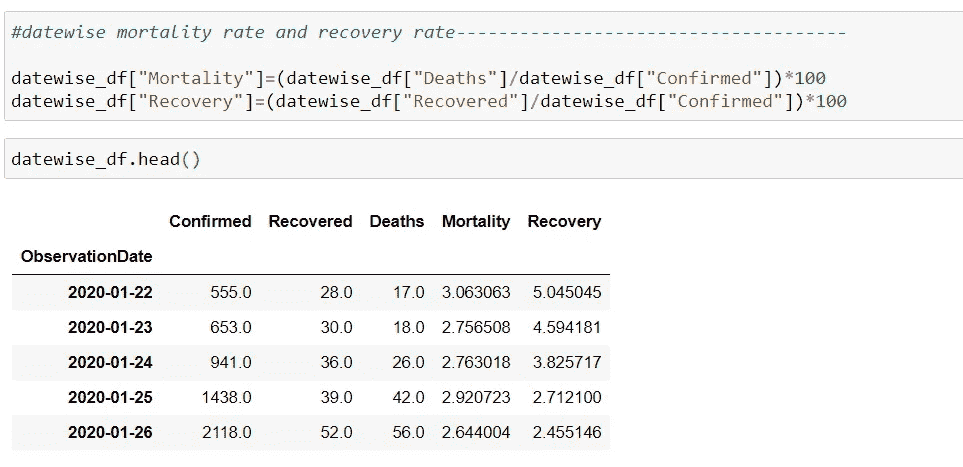 #datewise mortality rate and recovery rate-------------------------------------
datewise_df["Mortality"]=(datewise_df["Deaths"]/datewise_df["Confirmed"])*100
datewise_df["Recovery"]=(datewise_df["Recovered"]/datewise_df["Confirmed"])*100
datewise_df.head()
Confirmed Recovered Deaths Mortality Recovery
ObservationDate
2020-01-22 555.0 28.0 17.0 3.063063 5.045045
2020-01-23 653.0 30.0 18.0 2.756508 4.594181
2020-01-24 941.0 36.0 26.0 2.763018 3.825717
2020-01-25 1438.0 39.0 42.0 2.920723 2.712100
2020-01-26 2118.0 52.0 56.0 2.644004 2.455146